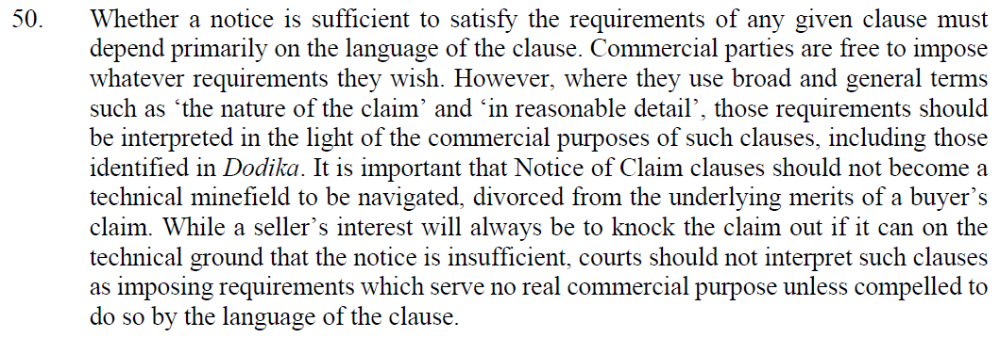 50. Whether a notice is sufficient to satisfy the requirements of any given clause must
depend primarily on the language of the clause. Commercial parties are free to impose
whatever requirements they wish. However, where they use broad and general terms
such as ‘the nature of the claim’ and ‘in reasonable detail’, those requirements should
be interpreted in the light of the commercial purposes of such clauses, including those
identified in Dodika. It is important that Notice of Claim clauses should not become a
technical minefield to be navigated, divorced from the underlying merits of a buyer’s
claim. While a seller’s interest will always be to knock the claim out if it can on the
technical ground that the notice is insufficient, courts should not interpret such clauses
as imposing requirements which serve no real commercial purpose unless compelled to
do so by the language of the clause.